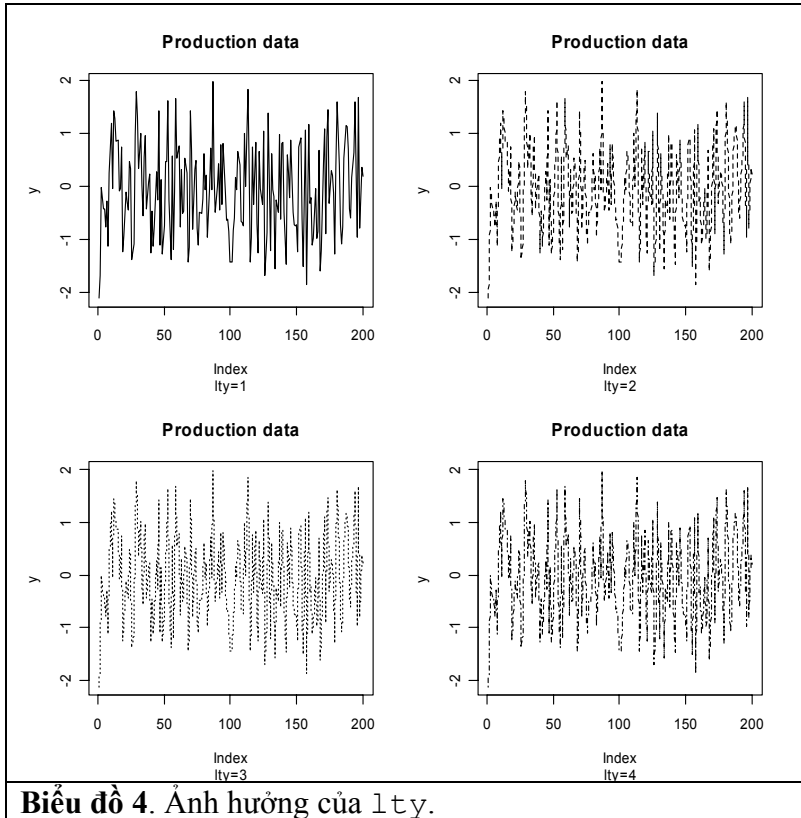 Production data
Production data
2
1
0
-1
-2
y
0 50 100 150 200
Index
lty=1
2
1
0
-1
-2
y
0 50 100 150 200
Index
lty=2
Production data
Production data
2
1
0
-1
-2
y
0 50 100 150 200
Index
lty=3
2
1
0
-1
-2
y
0 50 100 150 200
Index
lty=4
Biểu đồ 4. Ảnh hưởng của lty.